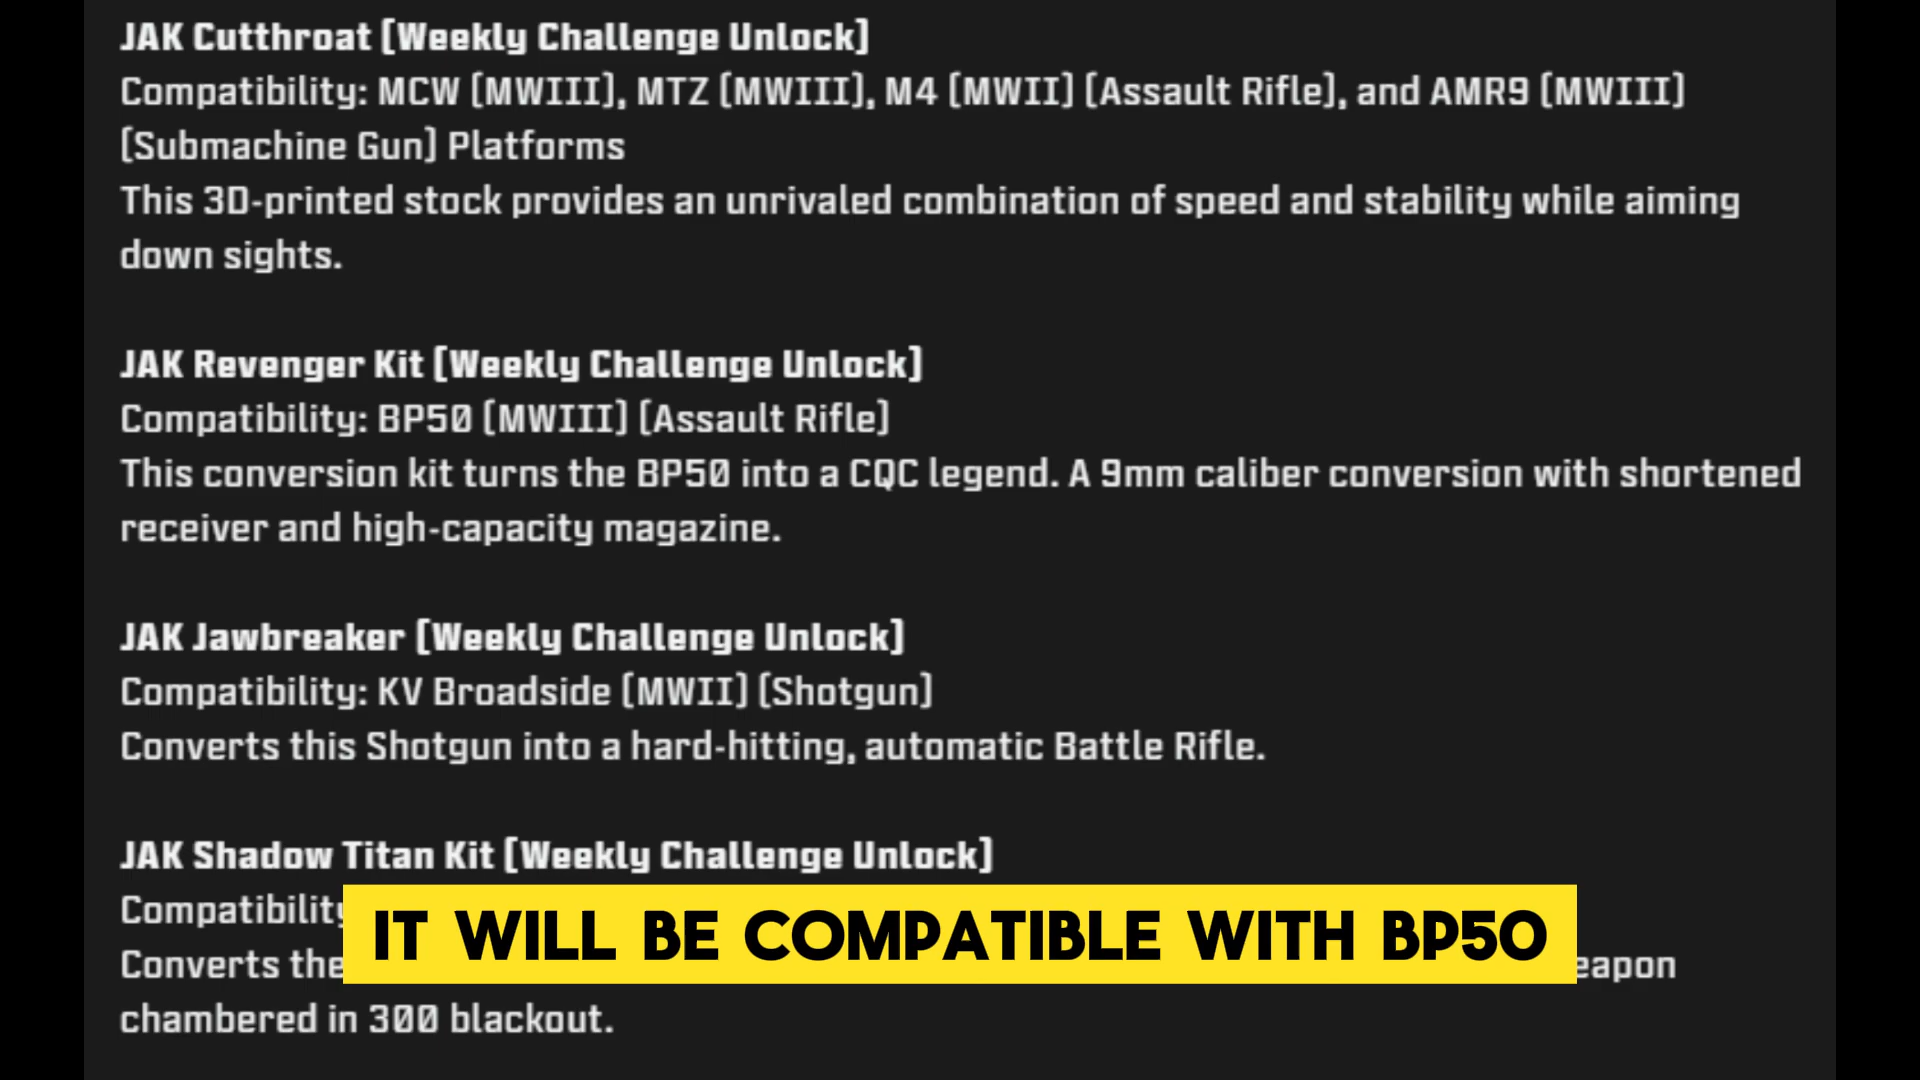 JAK Cutthroat [Weekly Challenge Unlock]
Compatibility: MCW [MWIII], MTZ [MWIII], M4 [MWII] [Assault Rifle], and AMR9 [MWIII]
[Submachine Gun] Platforms
This 3D-printed stock provides an unrivaled combination of speed and stability while aiming
down sights.
JAK Revenger Kit [Weekly Challenge Unlock]
Compatibility: BP50 [MWIII] [Assault Rifle]
This conversion kit turns the BP50 into a CQC legend. A 9mm caliber conversion with shortened
receiver and high-capacity magazine.
JAK Jawbreaker [Weekly Challenge Unlock]
Compatibility: KV Broadside [MWII] [Shotgun]
Converts this Shotgun into a hard-hitting, automatic Battle Rifle.
JAK Shadow Titan Kit [Weekly Challenge Unlock]
IT WILL BE COMPATIBLE WITH BP50
Converts the
chambered in 300 blackout.